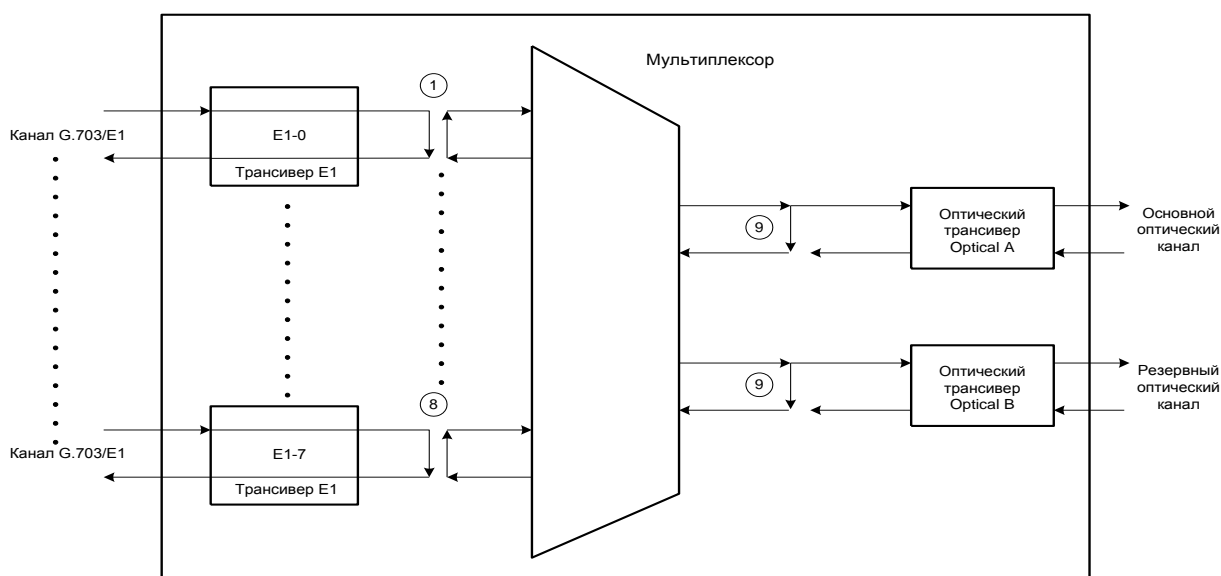 Мультиплексор
1
Канал G.703/E1
E1-0
Трансивер E1
9
Оптический
трансивер
Optical A
Основной
оптический
канал
9
Оптический
трансивер
Optical B
Резервный
оптический
канал
8
Канал G.703/E1
E1-7
Трансивер E1